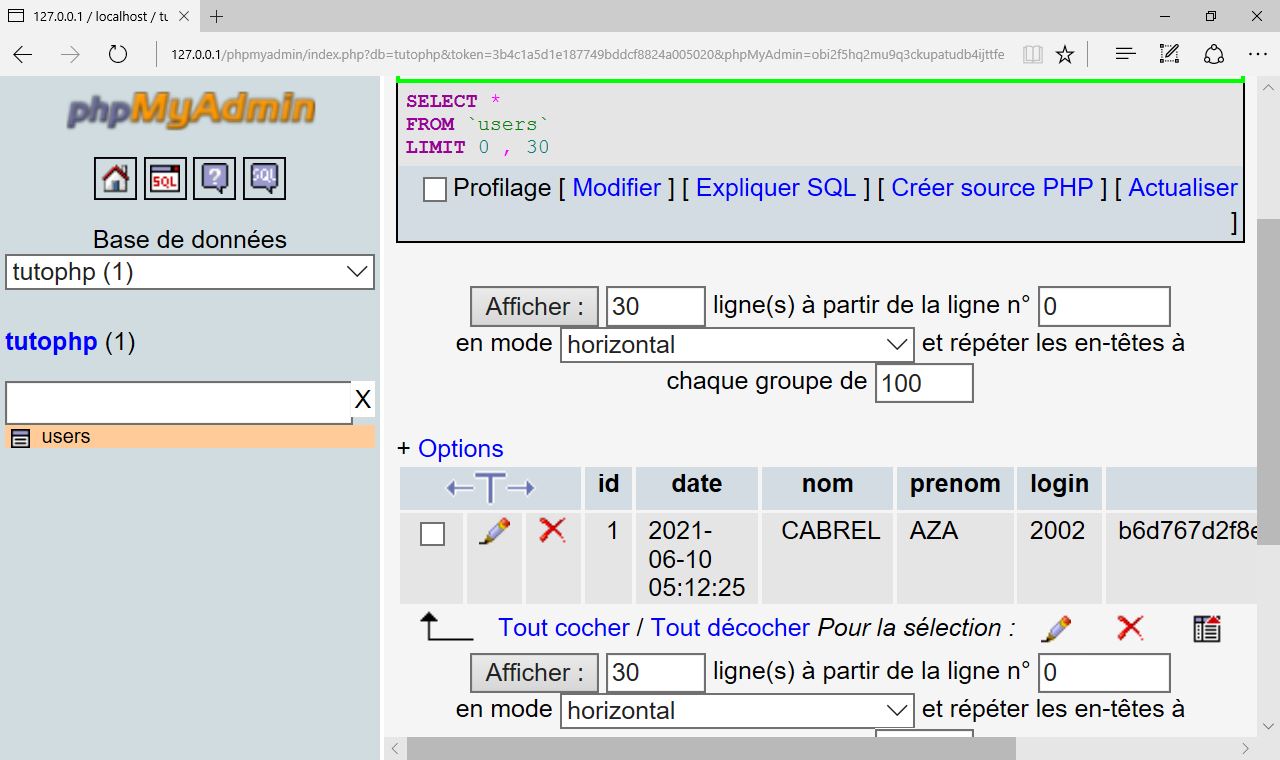 127.0.0.1 / localhost / tu
127.0.0.1/phpmyadmin/index.php?db=tutophp&token=3b4c1a5d1e187749bddcf8824a005020&phpMyAdmin=obi2f5hq2mu9q3ckupatudb4ijttfe
phpMyAdmin
SQL ? SQL
Base de données
tutophp (1)
tutophp (1)
X
users
SELECT *
FROM `users`
LIMIT 0 , 30
Profilage [ Modifier ] [ Expliquer SQL ] [ Créer source PHP ] [ Actualiser
]
Afficher : 30 ligne(s) à partir de la ligne n° 0
en mode horizontal et répéter les en-têtes à
chaque groupe de 100
+ Options
←T→ id date nom prenom login
1 2021- CABREL AZA 2002 b6d767d2f8e
06-10
05:12:25
Tout cocher / Tout décocher Pour la sélection :
Afficher : 30 ligne(s) à partir de la ligne n° 0
en mode horizontal et répéter les en-têtes à